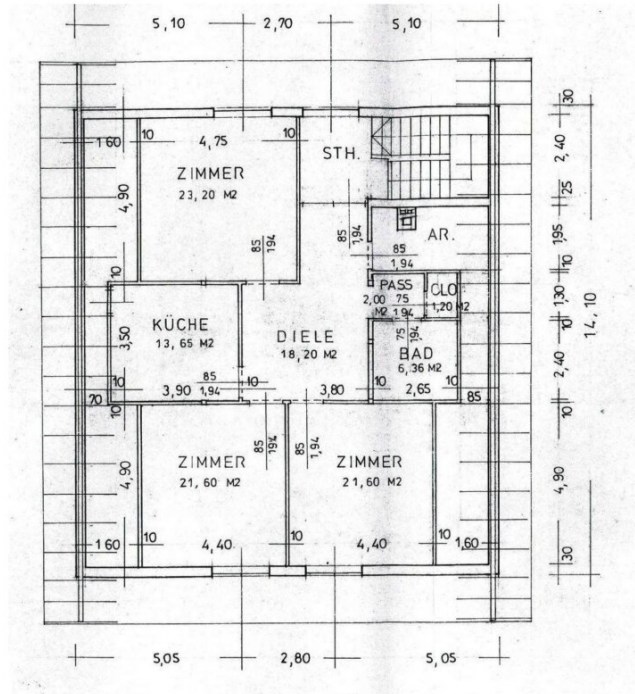 5,10 2,70 5,10
30
10 10
1 60 4,75 2,40
STH.
ZIMMER
23,20 M2
4,90 25
85 1,94
AR.
1,95
85 194
85
1,94
10 10
PASS CLO
2,00 M2 75 1,94 1,20 M2
1,30
KÜCHE
13,65 M2
3,50
DIELE
18,20 M2
75 1,94
BAD
6,36 M2
10
14,10
2,40
85
1,94
10 10 10
70 3,90 3,80 2,65 85
10 10
85 194
85 1,94
ZIMMER ZIMMER
21,60 M2 21,60 M2
4,90 4,90
10 10 10
1 60 4,40 4,40 1,60
30
5,05 2,80 5,05